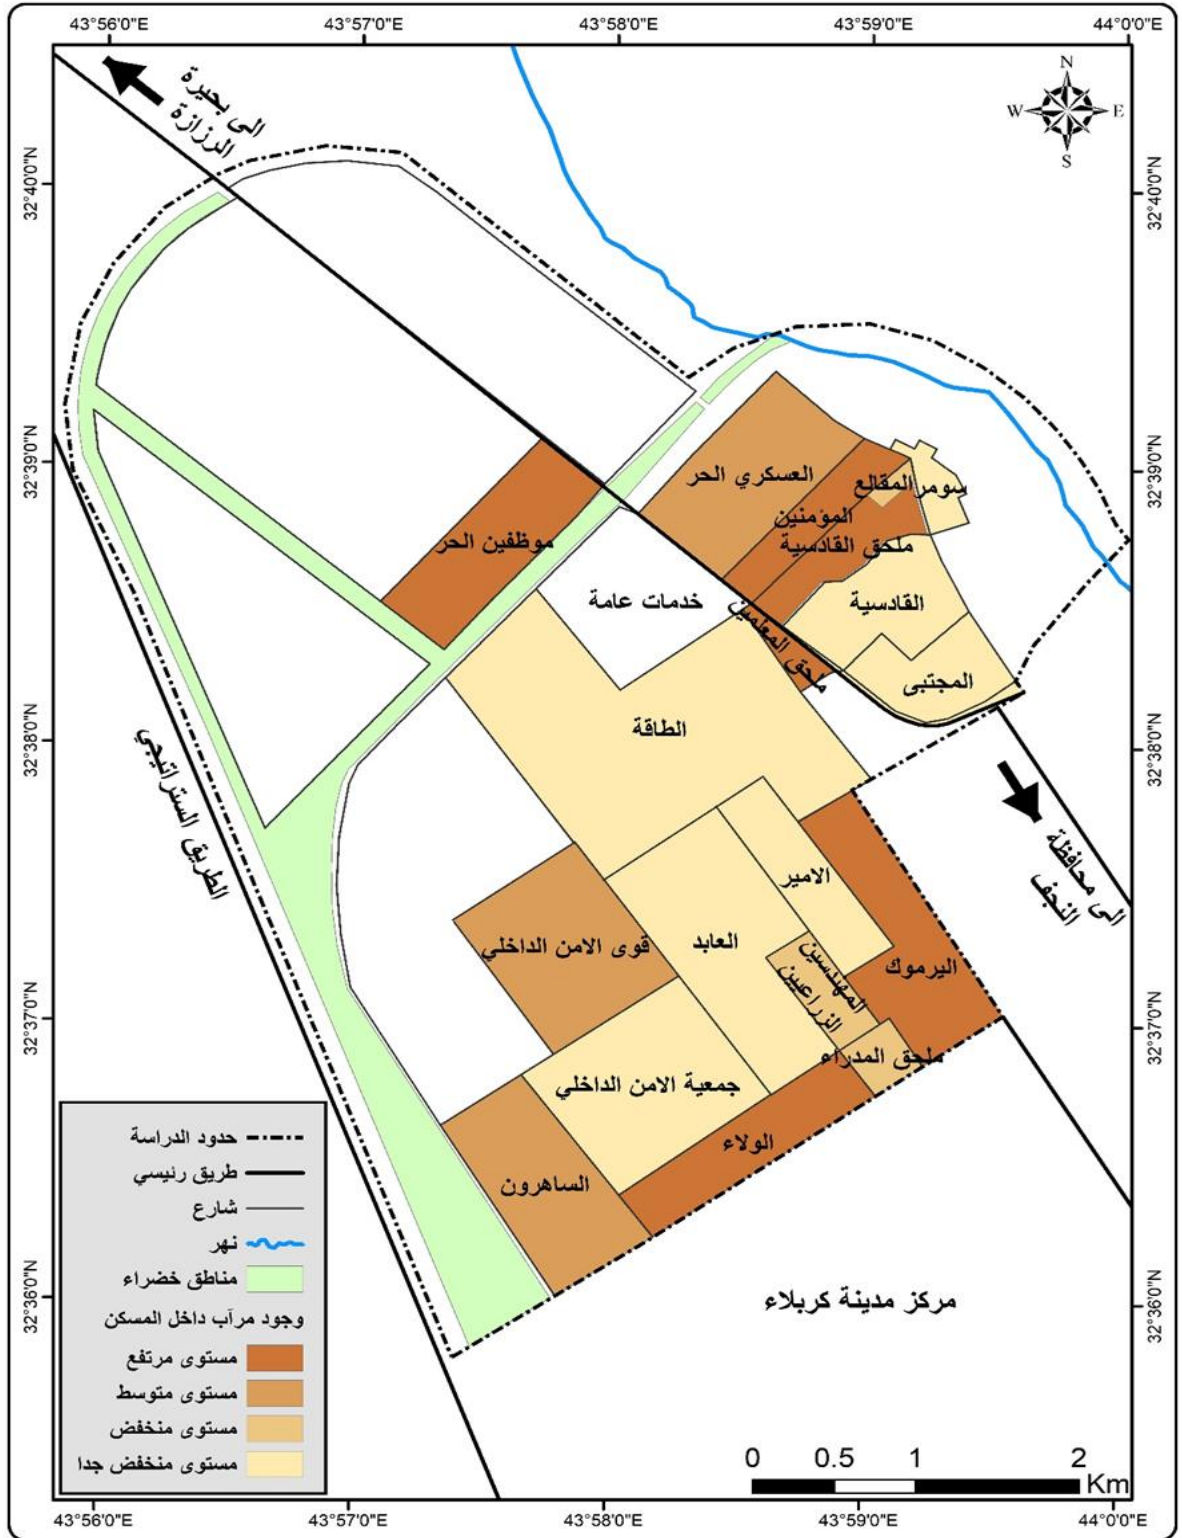 43°56'0"E 43°57'0"E 43°58'0"E 43°59'0"E 44°0'0"E
N
W E
S
الى بحيرة
الرزازة
32°40'0"N 32°40'0"N
32°39'0"N 32°39'0"N
العسكري الحر
المقالع
سومر
المؤمنين
ملحق القادسية
موظفين الحر
خدمات عامة
القادسية
ملحق المعلمين
المجتبى
الطاقة
32°38'0"N 32°38'0"N
الطريق الستراتيجي
الى محافظة
النجف
الامير
العابد
قوى الامن الداخلي
اليرموك
المهندسين
الزراعيين
32°37'0"N 32°37'0"N
ملحق المدراء
جمعية الامن الداخلي
الولاء
الساهرون
32°36'0"N 32°36'0"N
مركز مدينة كربلاء
حدود الدراسة
طريق رئيسي
شارع
نهر
مناطق خضراء
وجود مرآب داخل المسكن
مستوى مرتفع
مستوى متوسط
مستوى منخفض
مستوى منخفض جدا
0 0.5 1 2
Km
43°56'0"E 43°57'0"E 43°58'0"E 43°59'0"E 44°0'0"E